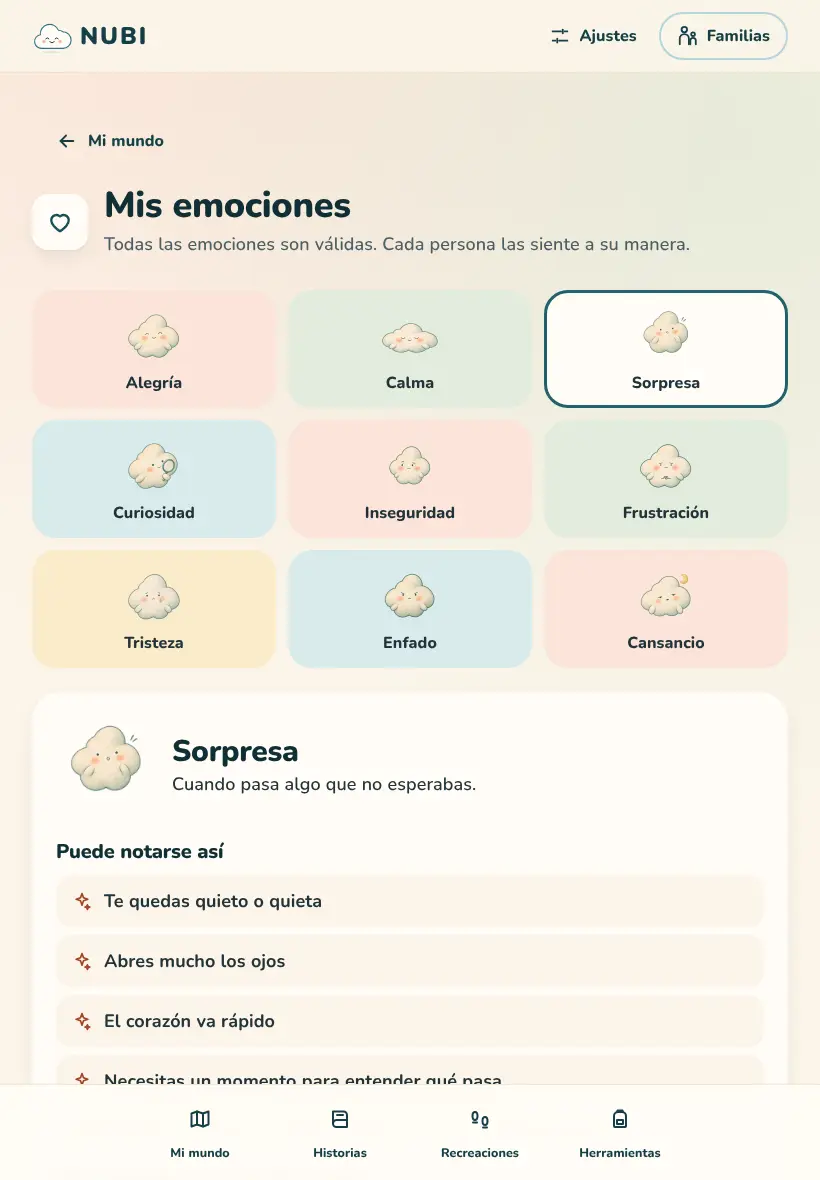 NUBI
Ajustes
Familias
Mi mundo
Mis emociones
Todas las emociones son válidas. Cada persona las siente a su manera.
Alegría
Calma
Sorpresa
Curiosidad
Inseguridad
Frustración
Tristeza
Enfado
Cansancio
Sorpresa
Cuando pasa algo que no esperabas.
Puede notarse así
Te quedas quieto o quieta
Abres mucho los ojos
El corazón va rápido
Necesitas un momento para entender qué pasa
Mi mundo
Historias
Recreaciones
Herramientas